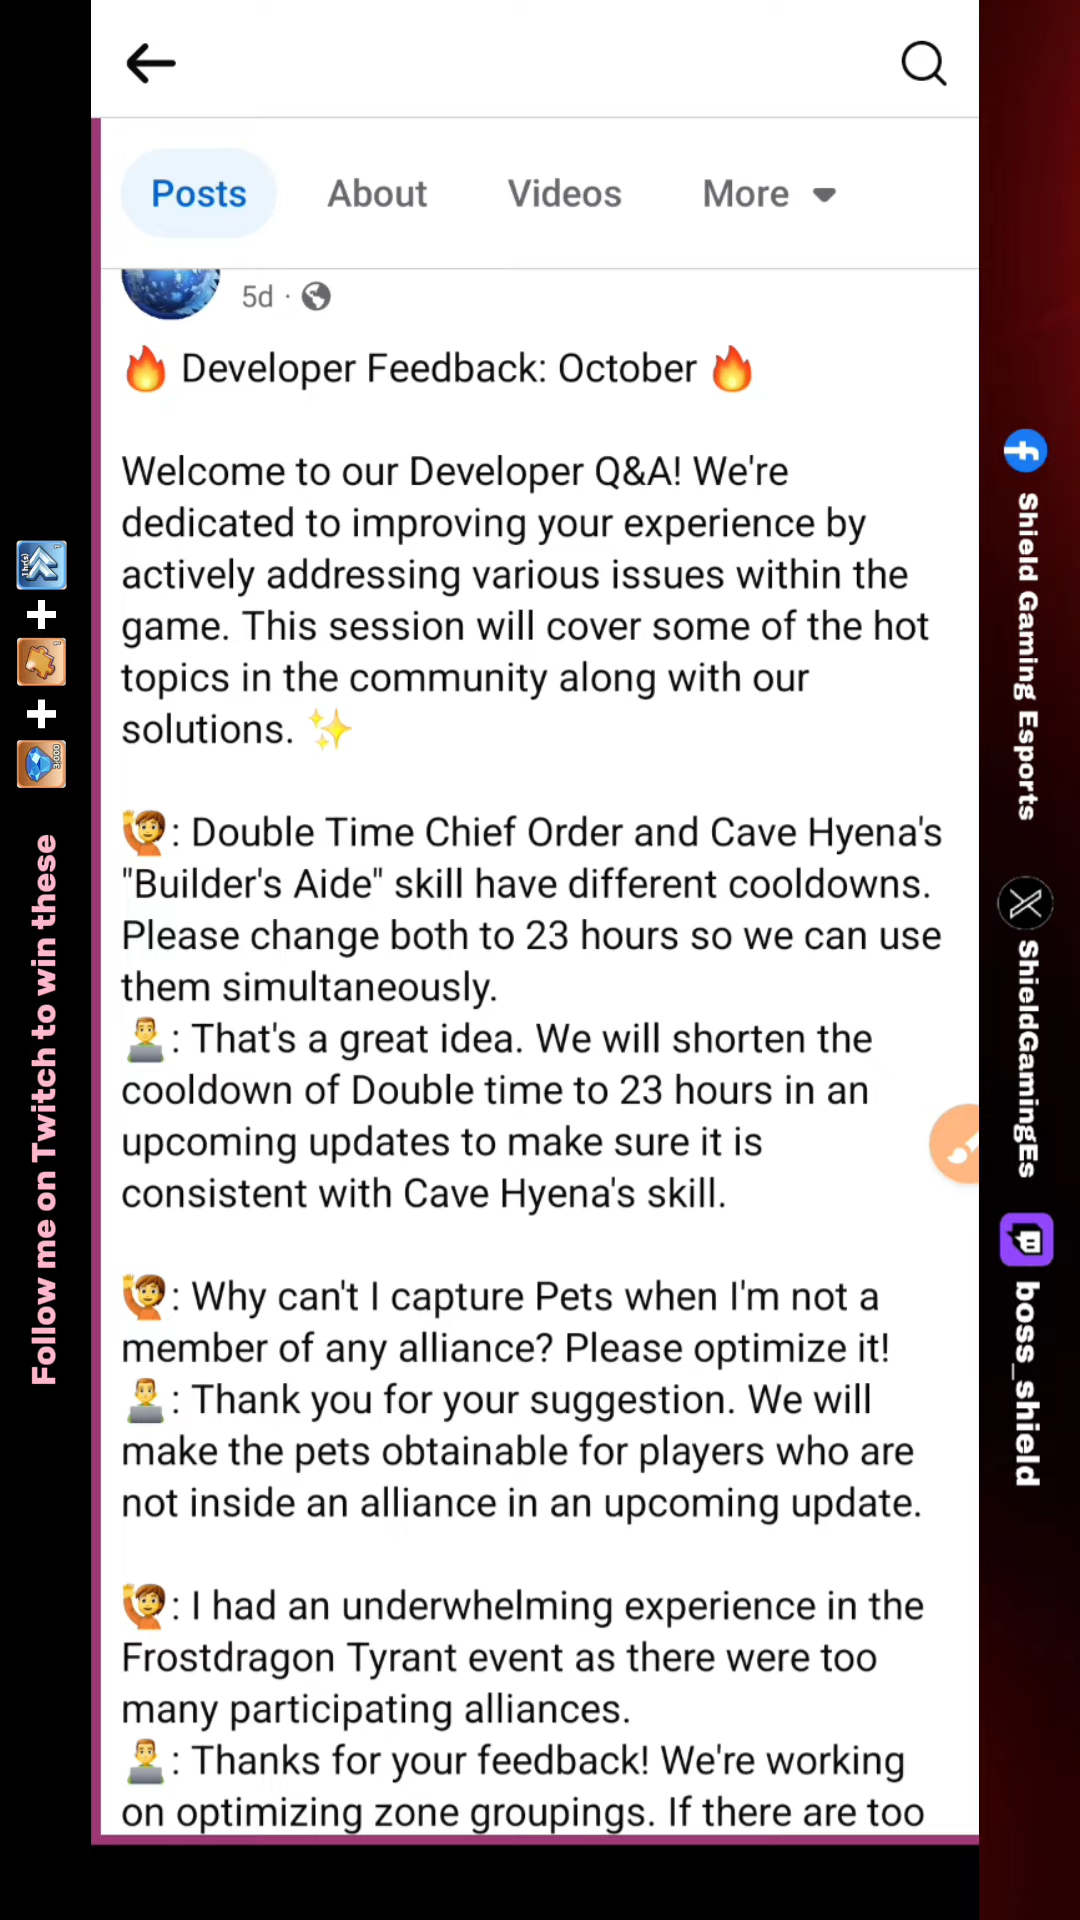 Posts
About
Videos
More
5d ·
🔥 Developer Feedback: October 🔥
Welcome to our Developer Q&A! We're
dedicated to improving your experience by
actively addressing various issues within the
game. This session will cover some of the hot
topics in the community along with our
solutions. ✨
🙋: Double Time Chief Order and Cave Hyena's
"Builder's Aide" skill have different cooldowns.
Please change both to 23 hours so we can use
them simultaneously.
👨‍💻: That's a great idea. We will shorten the
cooldown of Double time to 23 hours in an
upcoming updates to make sure it is
consistent with Cave Hyena's skill.
🙋: Why can't I capture Pets when I'm not a
member of any alliance? Please optimize it!
👨‍💻: Thank you for your suggestion. We will
make the pets obtainable for players who are
not inside an alliance in an upcoming update.
🙋: I had an underwhelming experience in the
Frostdragon Tyrant event as there were too
many participating alliances.
👨‍💻: Thanks for your feedback! We're working
on optimizing zone groupings. If there are too
Follow me on Twitch to win these
+
+
Shield Gaming Esports
ShieldGamingEs
boss_shield